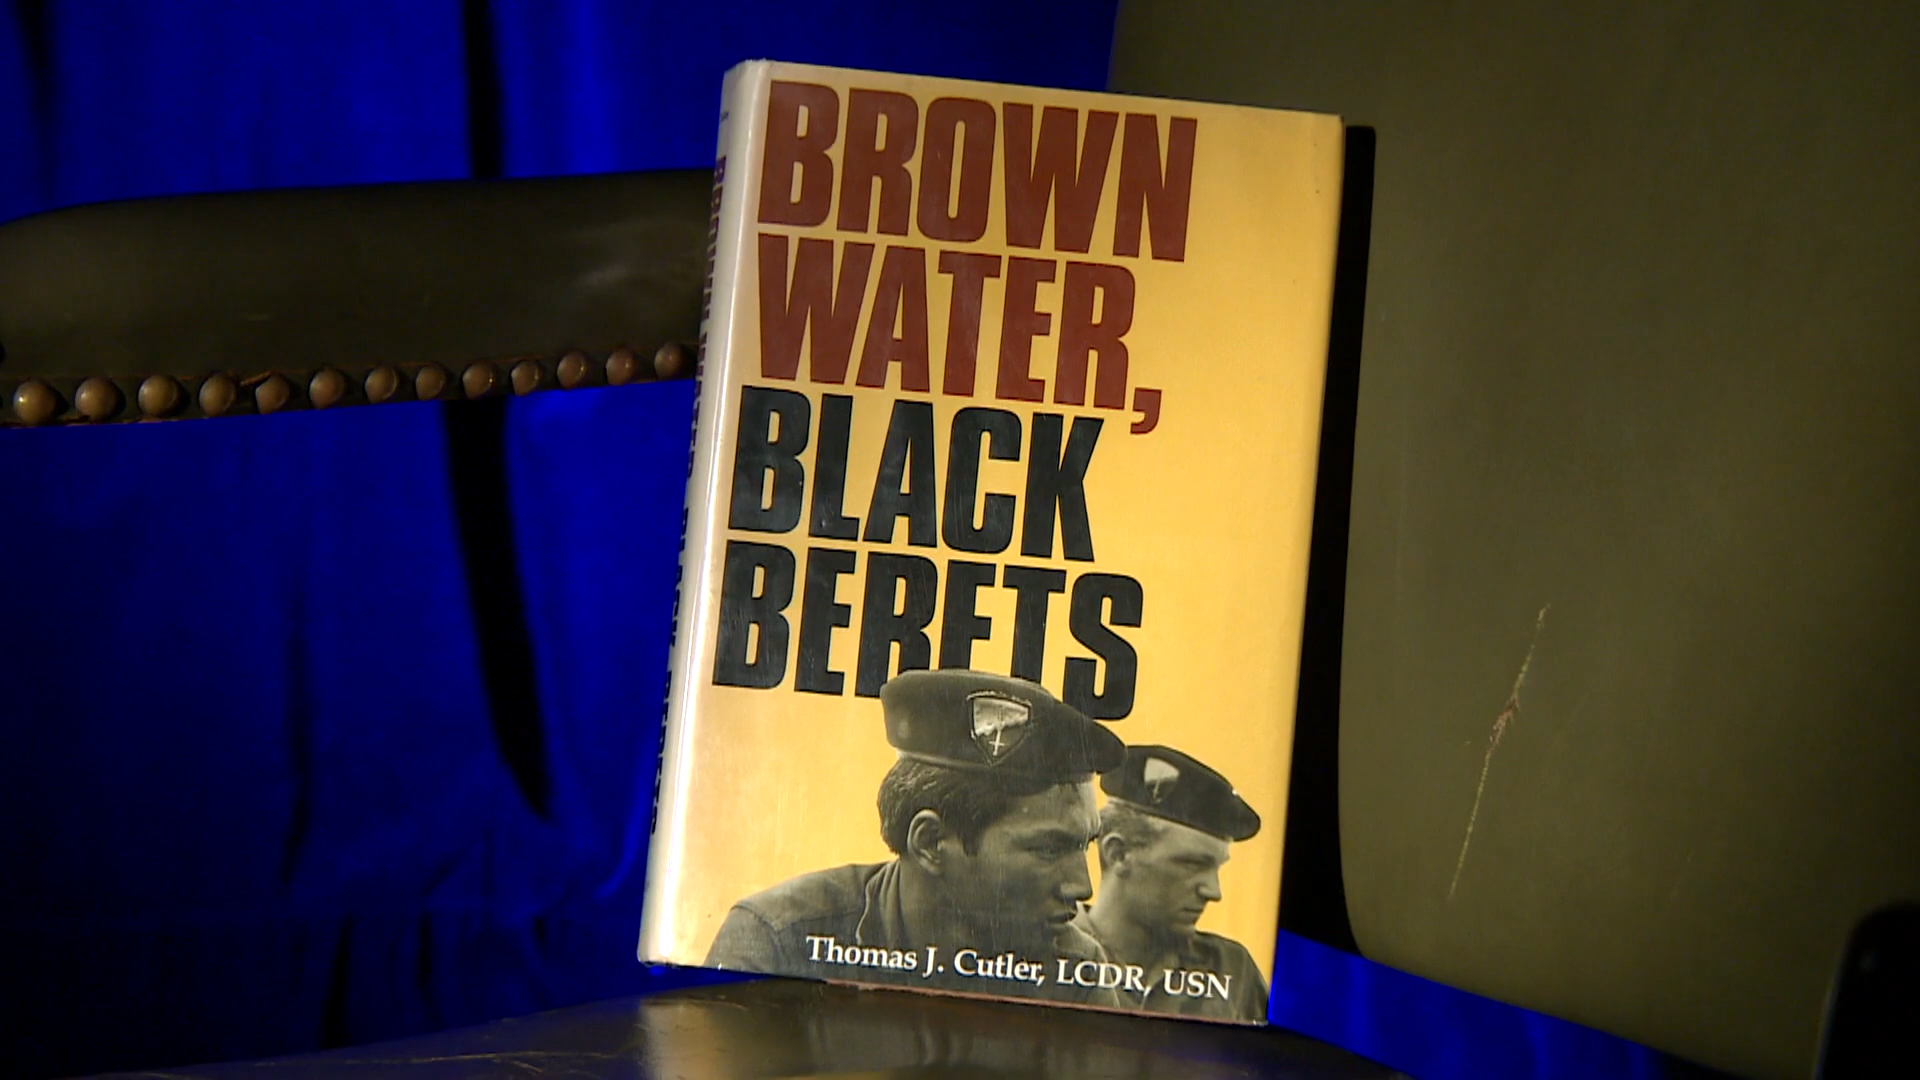 BROWN
WATER,
BLACK
BERETS
Thomas J. Cutler, LCDR, USN